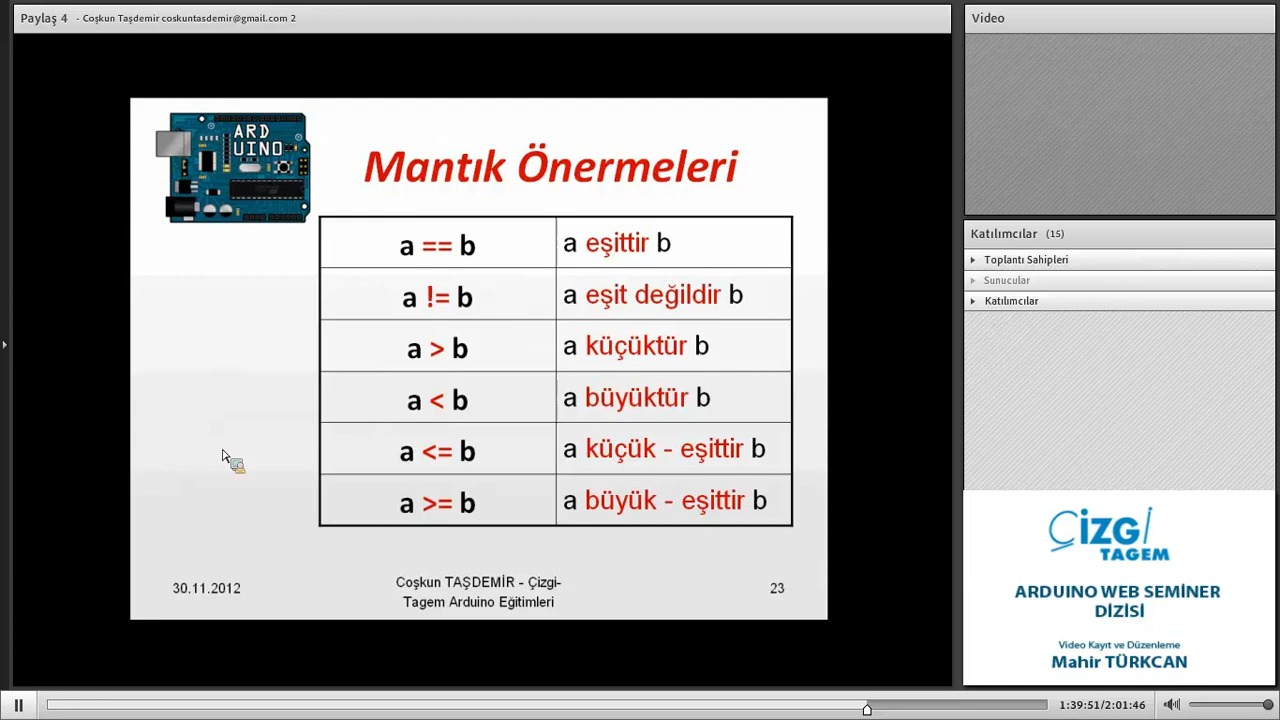 Paylaş 4 - Coşkun Taşdemir coskuntasdemir@gmail.com 2
Video
ARD
UINO
Mantık Önermeleri
a == b a eşittir b
a != b a eşit değildir b
a > b a küçüktür b
a < b a büyüktür b
a <= b a küçük - eşittir b
a >= b a büyük - eşittir b
30.11.2012
Coşkun TAŞDEMİR - Çizgi-
Tagem Arduino Eğitimleri
23
Katılımcılar (15)
Toplantı Sahipleri
Sunucular
Katılımcılar
ÇİZGİ
TAGEM
ARDUINO WEB SEMINER
DİZİSİ
Video Kayıt ve Düzenleme
Mahir TÜRKCAN
1:39:51/2:01:46